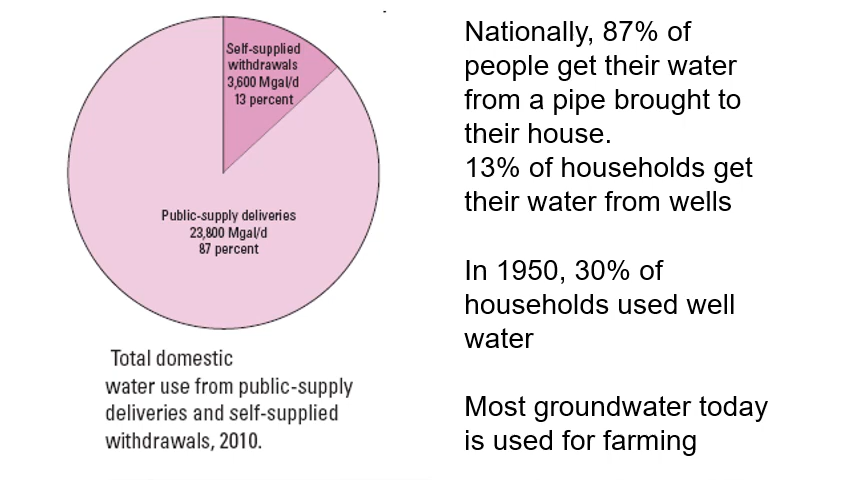 Self-supplied
withdrawals
3,600 Mgal/d
13 percent
Public-supply deliveries
23,800 Mgal/d
87 percent
Total domestic
water use from public-supply
deliveries and self-supplied
withdrawals, 2010.
Nationally, 87% of
people get their water
from a pipe brought to
their house.
13% of households get
their water from wells
In 1950, 30% of
households used well
water
Most groundwater today
is used for farming